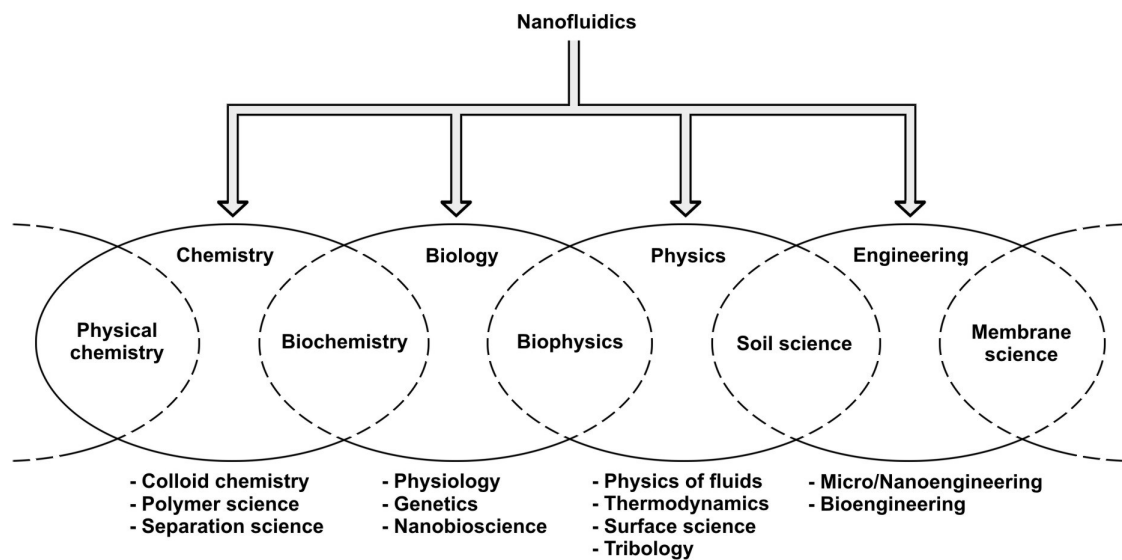 Nanofluidics
Chemistry
Biology
Physics
Engineering
Physical
chemistry
Biochemistry
Biophysics
Soil science
Membrane
science
- Colloid chemistry
- Polymer science
- Separation science
- Physiology
- Genetics
- Nanobioscience
- Physics of fluids
- Thermodynamics
- Surface science
- Tribology
- Micro/Nanoengineering
- Bioengineering